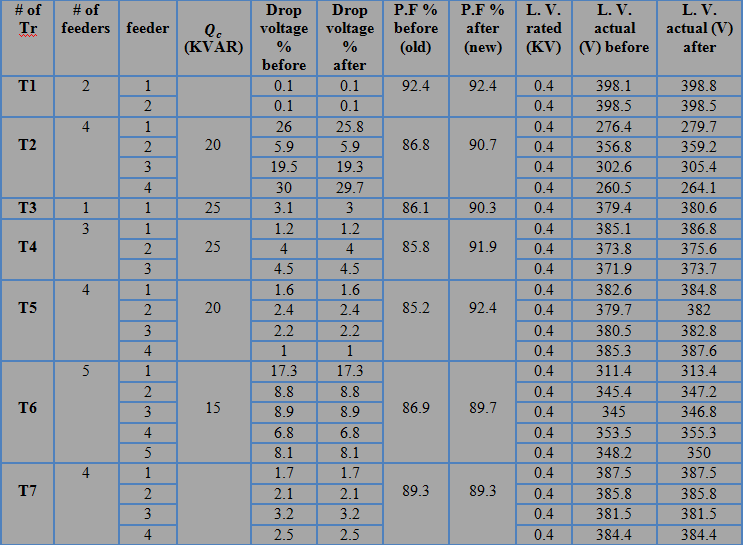 # of Tr # of feeders feeder Qc (KVAR) Drop voltage % before Drop voltage % after P.F % before (old) P.F % after (new) L. V. rated (KV) L. V. actual (V) before L. V. actual (V) after
T1 2 1 0.1 0.1 92.4 92.4 0.4 398.1 398.8
2 0.1 0.1 0.4 398.5 398.5
T2 4 1 20 26 25.8 86.8 90.7 0.4 276.4 279.7
2 5.9 5.9 0.4 356.8 359.2
3 19.5 19.3 0.4 302.6 305.4
4 30 29.7 0.4 260.5 264.1
T3 1 1 25 3.1 3 86.1 90.3 0.4 379.4 380.6
T4 3 1 25 1.2 1.2 85.8 91.9 0.4 385.1 386.8
2 4 4 0.4 373.8 375.6
3 4.5 4.5 0.4 371.9 373.7
T5 4 1 20 1.6 1.6 85.2 92.4 0.4 382.6 384.8
2 2.4 2.4 0.4 379.7 382
3 2.2 2.2 0.4 380.5 382.8
4 1 1 0.4 385.3 387.6
T6 5 1 15 17.3 17.3 86.9 89.7 0.4 311.4 313.4
2 8.8 8.8 0.4 345.4 347.2
3 8.9 8.9 0.4 345 346.8
4 6.8 6.8 0.4 353.5 355.3
5 8.1 8.1 0.4 348.2 350
T7 4 1 1.7 1.7 89.3 89.3 0.4 387.5 387.5
2 2.1 2.1 0.4 385.8 385.8
3 3.2 3.2 0.4 381.5 381.5
4 2.5 2.5 0.4 384.4 384.4